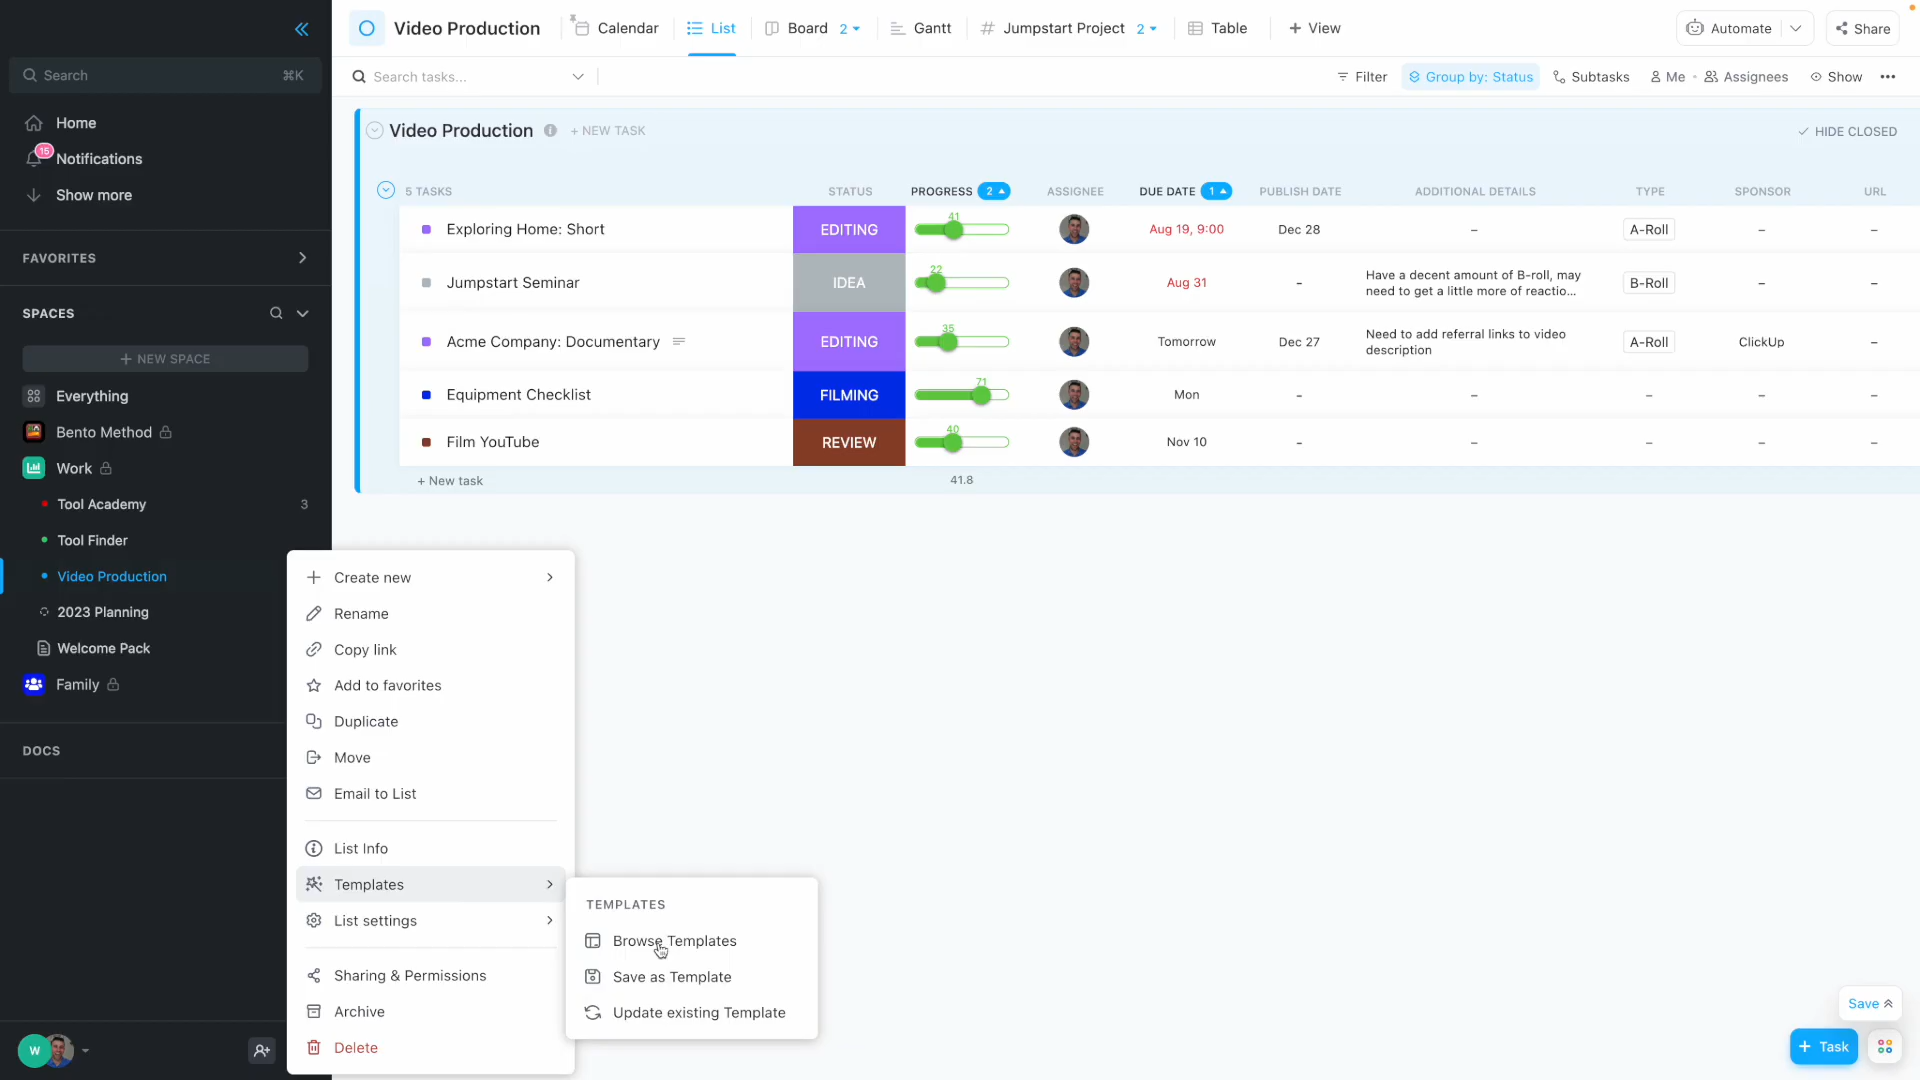 Search ⌘K
Home
15
Notifications
Show more
FAVORITES
SPACES
+ NEW SPACE
Everything
Bento Method
Work
Tool Academy 3
Tool Finder
Video Production
2023 Planning
Welcome Pack
Family
DOCS
W
Video Production
Calendar
List
Board 2
Gantt
Jumpstart Project 2
Table
+ View
Automate
Share
Search tasks...
Filter
Group by: Status
Subtasks
Me
Assignees
Show
Video Production
+ NEW TASK
HIDE CLOSED
5 TASKS STATUS PROGRESS 2 ASSIGNEE DUE DATE 1 PUBLISH DATE ADDITIONAL DETAILS TYPE SPONSOR URL
Exploring Home: Short EDITING 41 Aug 19, 9:00 Dec 28 – A-Roll – –
Jumpstart Seminar IDEA 22 Aug 31 - Have a decent amount of B-roll, may
need to get a little more of reactio... B-Roll – –
Acme Company: Documentary EDITING 35 Tomorrow Dec 27 Need to add referral links to video
description A-Roll ClickUp –
Equipment Checklist FILMING 71 Mon - – – – –
Film YouTube REVIEW 40 Nov 10 - – – – –
+ New task 41.8
Create new
Rename
Copy link
Add to favorites
Duplicate
Move
Email to List
List Info
Templates
List settings
Sharing & Permissions
Archive
Delete
TEMPLATES
Browse Templates
Save as Template
Update existing Template
Save
+ Task